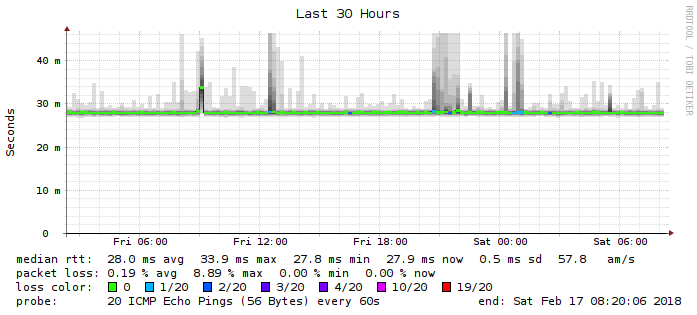 Last 30 Hours
RRDTOOL / TOBI OETIKER
Seconds
40 m
30 m
20 m
10 m
0
Fri 06:00 Fri 12:00 Fri 18:00 Sat 00:00 Sat 06:00
median rtt: 28.0 ms avg 33.9 ms max 27.8 ms min 27.9 ms now 0.5 ms sd 57.8 am/s
packet loss: 0.19 % avg 8.89 % max 0.00 % min 0.00 % now
loss color: 0 1/20 2/20 3/20 4/20 10/20 19/20
probe: 20 ICMP Echo Pings (56 Bytes) every 60s end: Sat Feb 17 08:20:06 2018